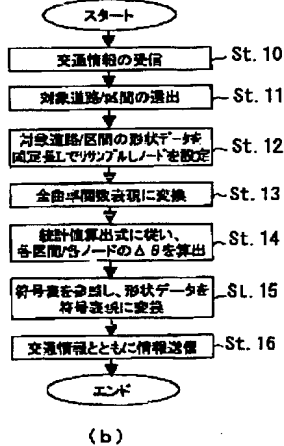 スタート
交通情報の受信
St. 10
対象道路/区間の選出
St. 11
対象道路/区間の形状データを
固定長Lでリサンプルしノードを設定
St. 12
全曲率関数表現に変換
St. 13
統計値算出式に従い、
各区間/各ノードのΔθを算出
St. 14
符号表を参照し、形状データを
符号表現に変換
St. 15
交通情報とともに情報送信
St. 16
エンド
(b)